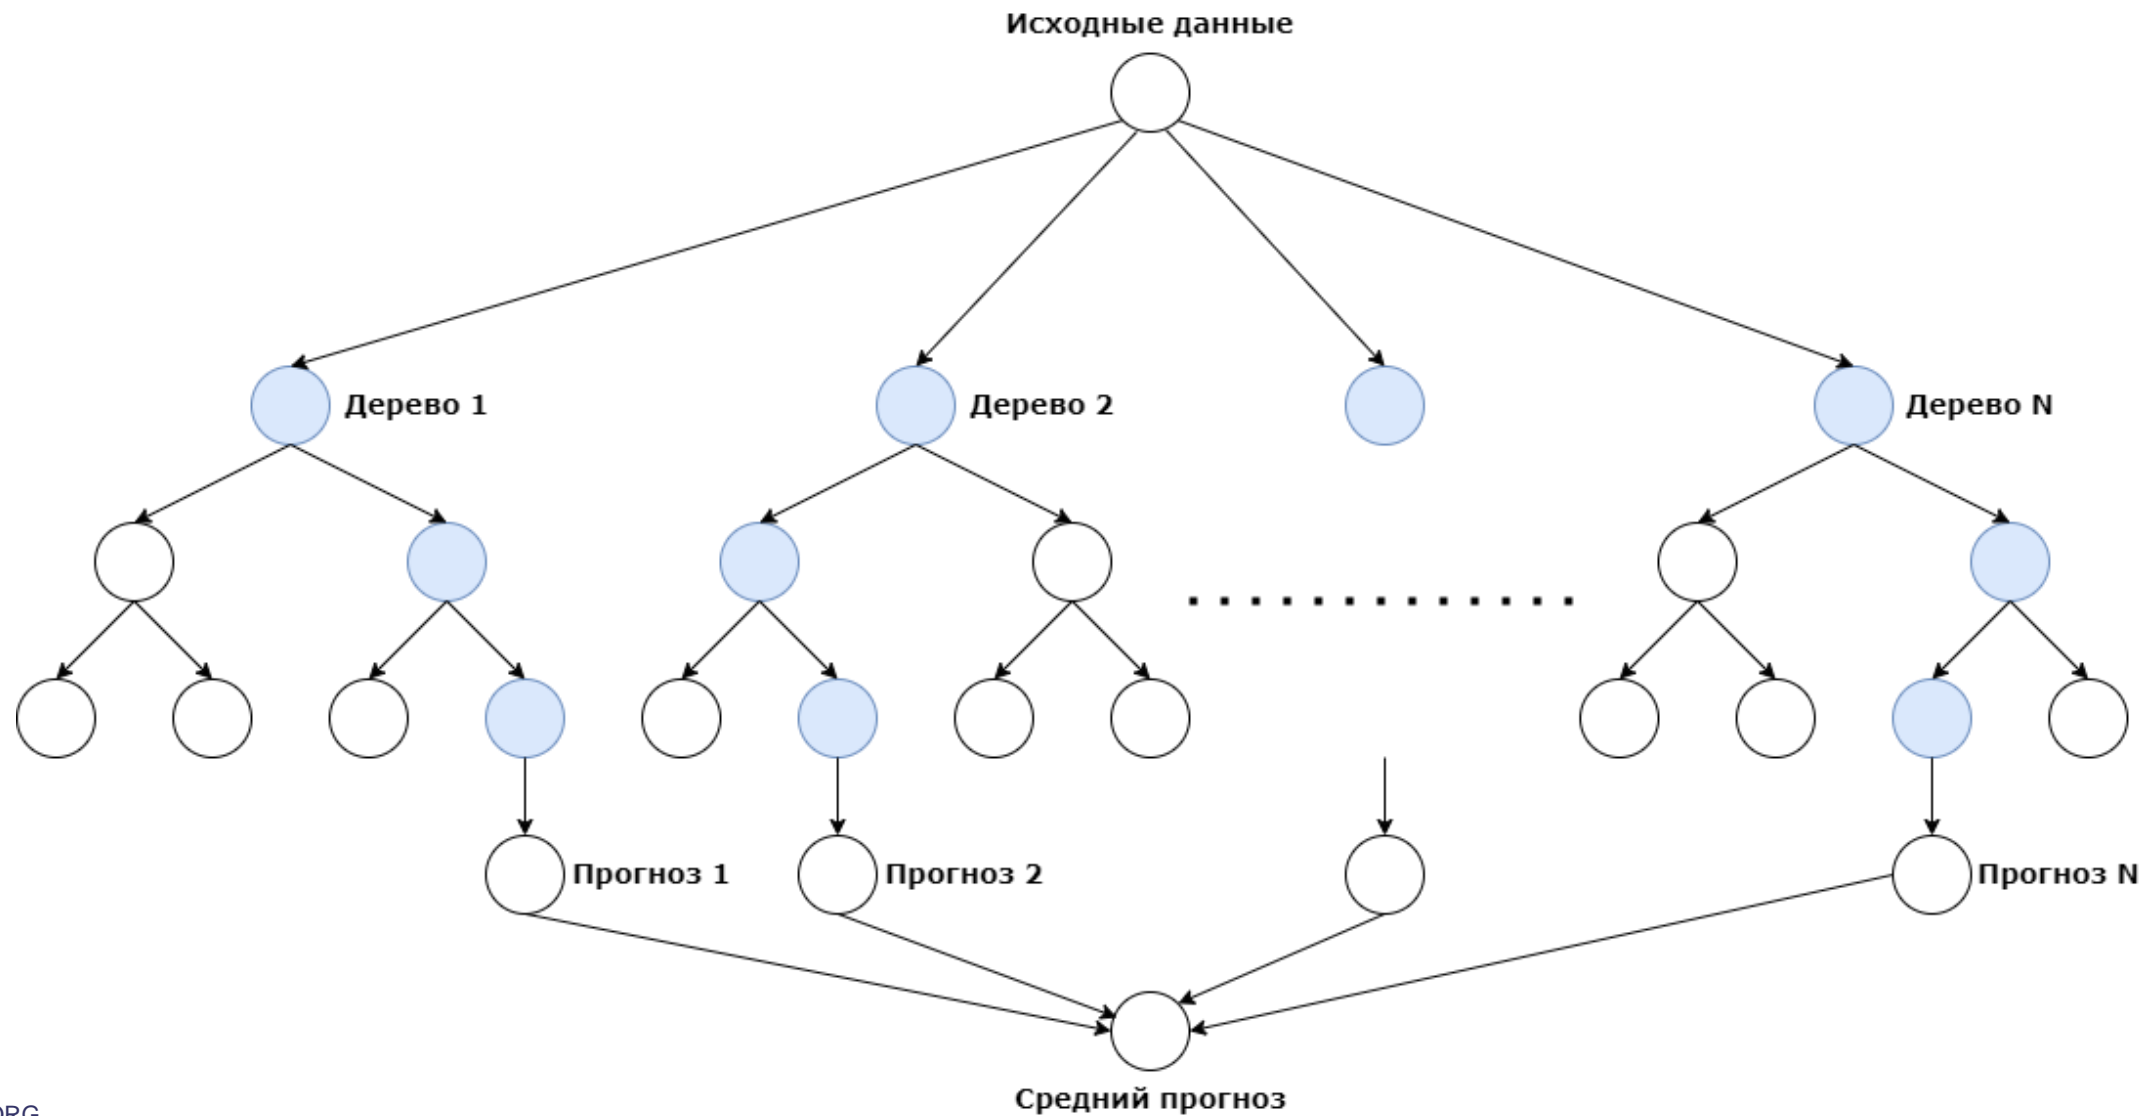 Исходные данные
Дерево 1
Дерево 2
Дерево N
Прогноз 1
Прогноз 2
Прогноз N
Средний прогноз